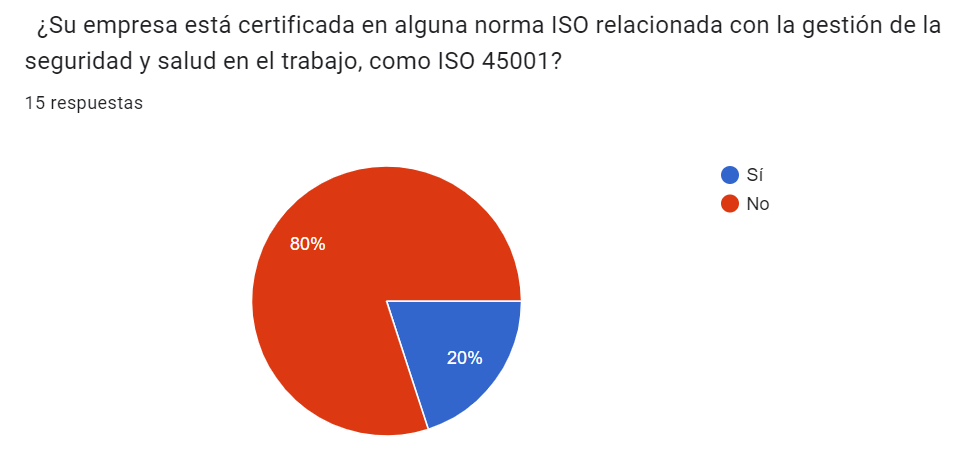 ¿Su empresa está certificada en alguna norma ISO relacionada con la gestión de la
seguridad y salud en el trabajo, como ISO 45001?
15 respuestas
Sí
No
80%
20%